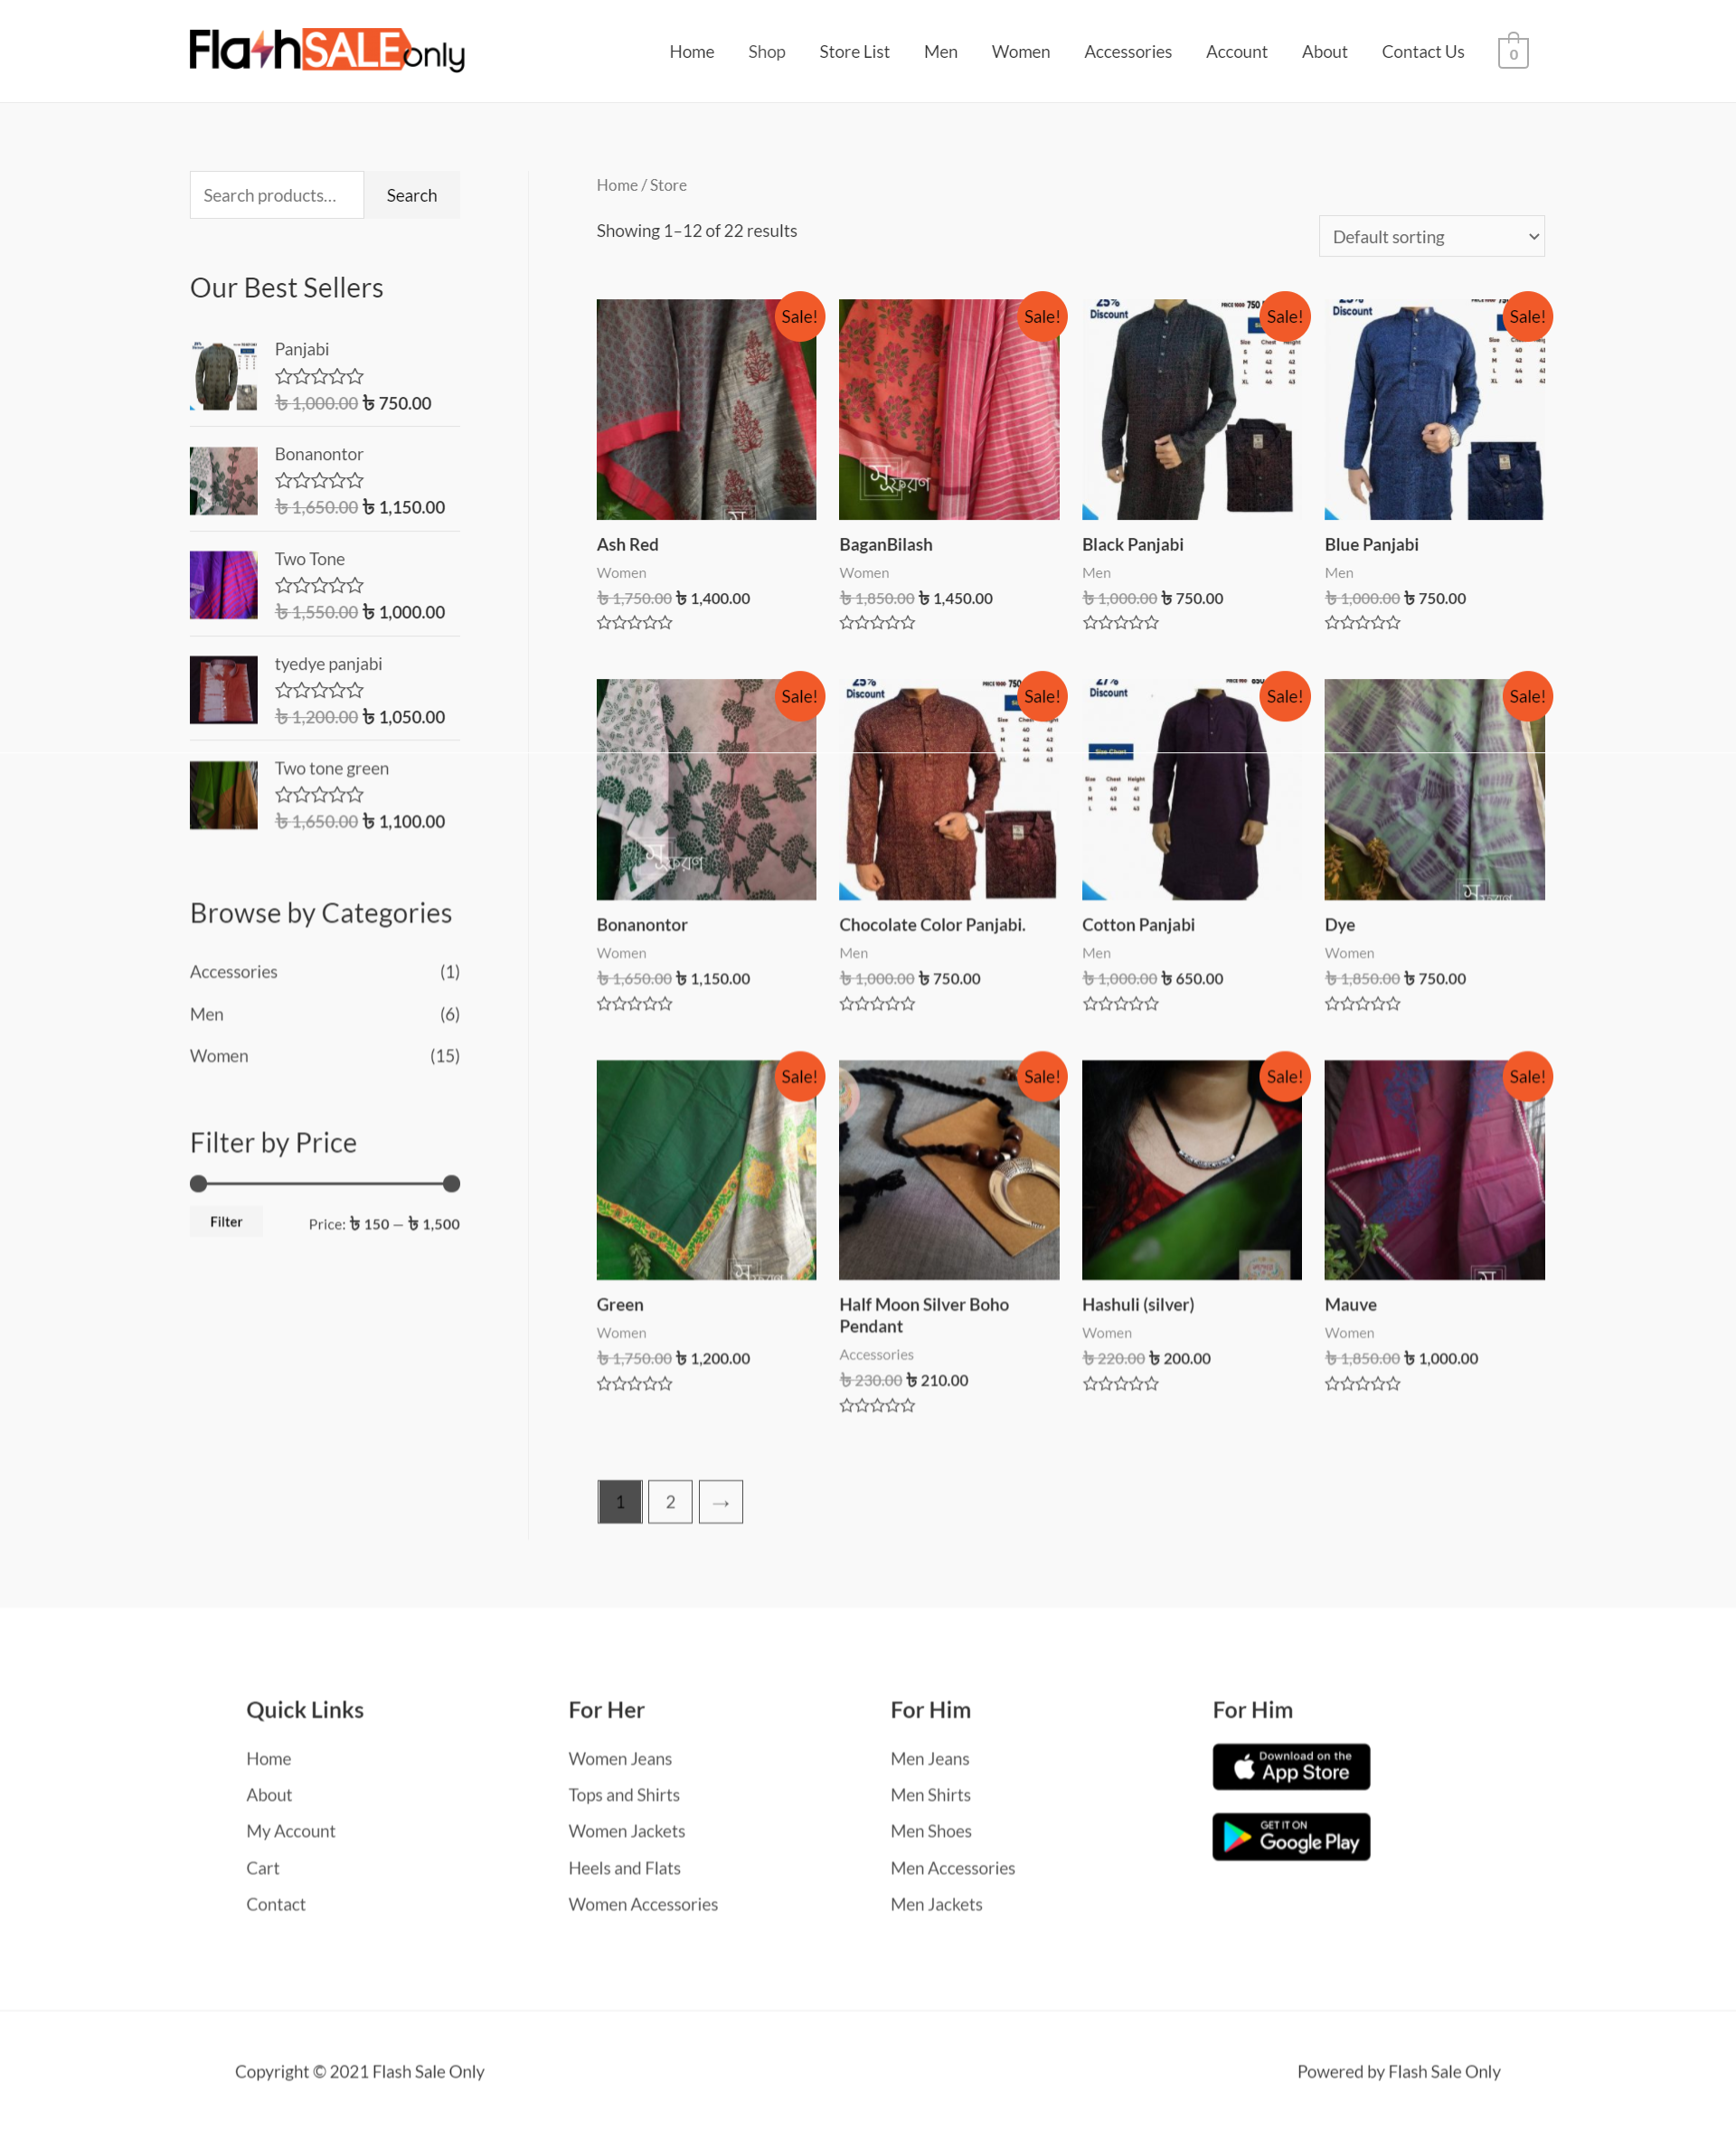 FlashSALEonly
Home
Shop
Store List
Men
Women
Accessories
Account
About
Contact Us
0
Search products...
Search
Our Best Sellers
Panjabi
৳ 1,000.00 ৳ 750.00
Bonanontor
৳ 1,650.00 ৳ 1,150.00
Two Tone
৳ 1,550.00 ৳ 1,000.00
tyedye panjabi
৳ 1,200.00 ৳ 1,050.00
Two tone green
৳ 1,650.00 ৳ 1,100.00
Browse by Categories
Accessories (1)
Men (6)
Women (15)
Filter by Price
Filter
Price: ৳ 150 — ৳ 1,500
Home / Store
Showing 1–12 of 22 results
Default sorting
Sale!
Ash Red
Women
৳ 1,750.00 ৳ 1,400.00
Sale!
BaganBilash
Women
৳ 1,850.00 ৳ 1,450.00
25% Discount
Sale!
Black Panjabi
Men
৳ 1,000.00 ৳ 750.00
Discount
Sale!
Blue Panjabi
Men
৳ 1,000.00 ৳ 750.00
Sale!
Bonanontor
Women
৳ 1,650.00 ৳ 1,150.00
25% Discount
Sale!
Chocolate Color Panjabi.
Men
৳ 1,000.00 ৳ 750.00
27% Discount
Size Chart
Sale!
Cotton Panjabi
Men
৳ 1,000.00 ৳ 650.00
Sale!
Dye
Women
৳ 1,850.00 ৳ 750.00
Sale!
Green
Women
৳ 1,750.00 ৳ 1,200.00
Sale!
Half Moon Silver Boho
Pendant
Accessories
৳ 230.00 ৳ 210.00
Sale!
Hashuli (silver)
Women
৳ 220.00 ৳ 200.00
Sale!
Mauve
Women
৳ 1,850.00 ৳ 1,000.00
1 2 →
Quick Links
Home
About
My Account
Cart
Contact
For Her
Women Jeans
Tops and Shirts
Women Jackets
Heels and Flats
Women Accessories
For Him
Men Jeans
Men Shirts
Men Shoes
Men Accessories
Men Jackets
For Him
Download on the
App Store
GET IT ON
Google Play
Copyright © 2021 Flash Sale Only
Powered by Flash Sale Only